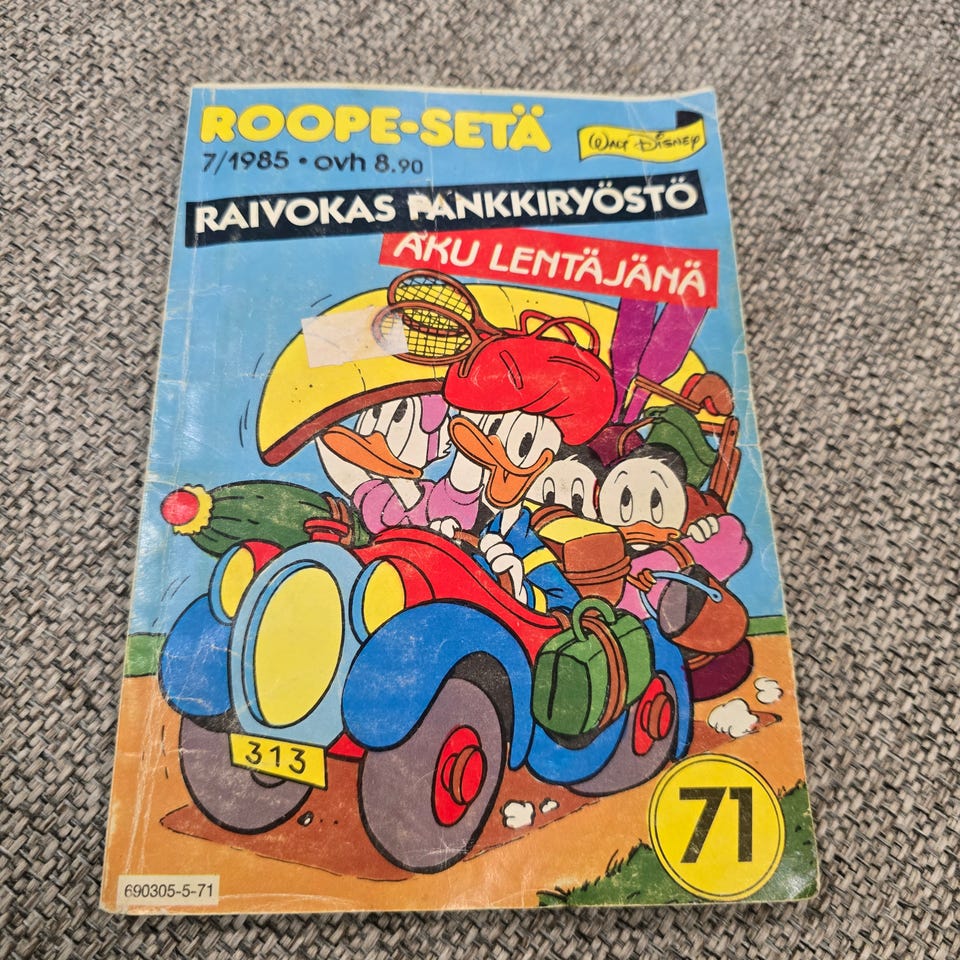 ROOPE-SETÄ
WALT DISNEY
7/1985 • ovh 8.90
RAIVOKAS PANKKIRYÖSTÖ
AKU LENTÄJÄNÄ
313
71
690305-5-71